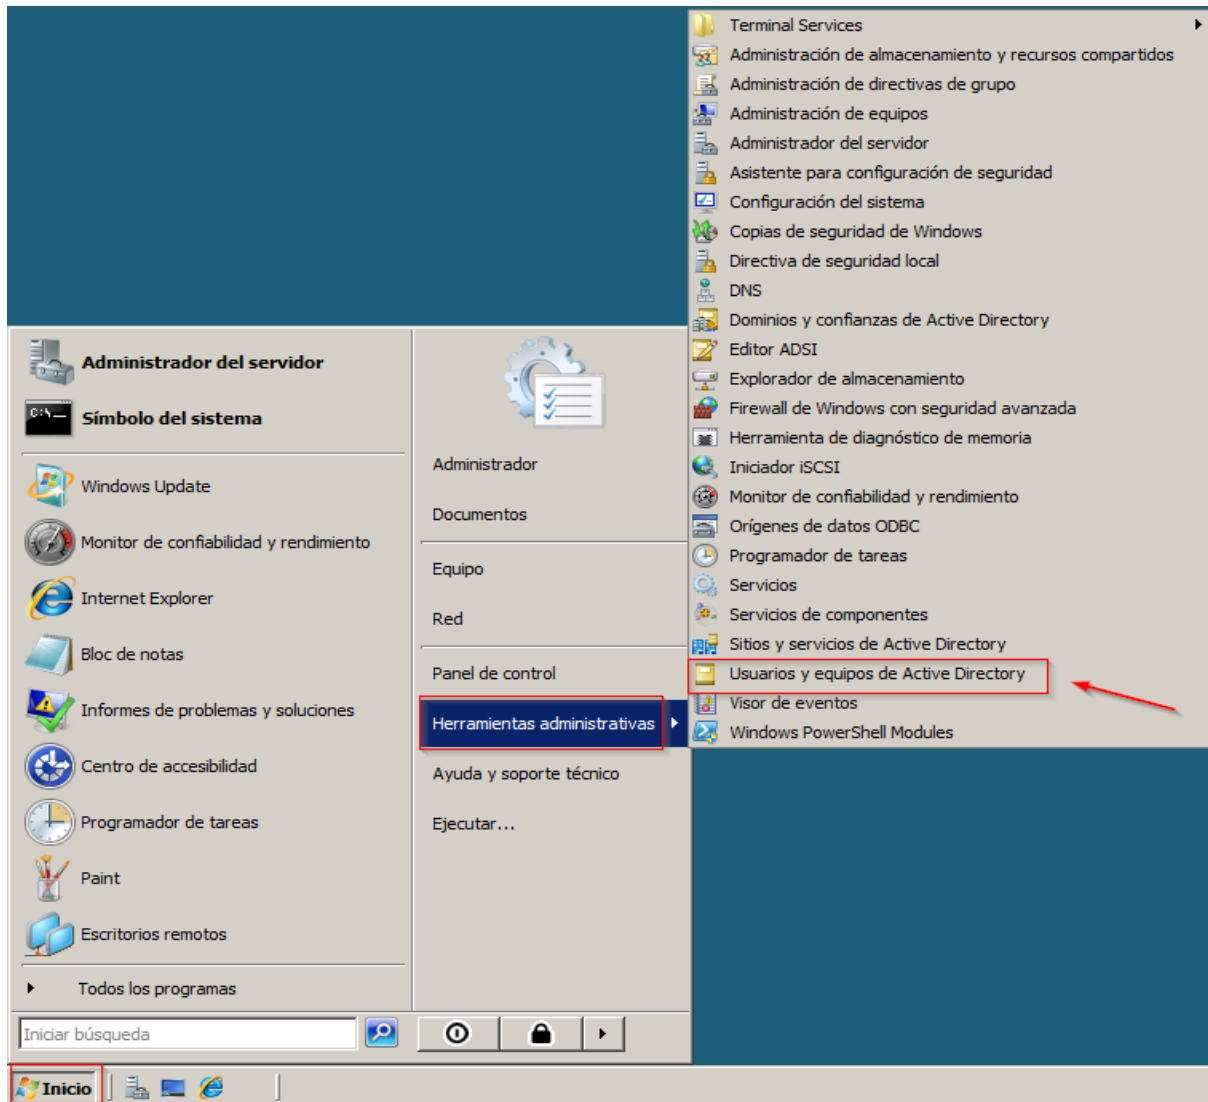 Terminal Services
Administración de almacenamiento y recursos compartidos
Administración de directivas de grupo
Administración de equipos
Administrador del servidor
Asistente para configuración de seguridad
Configuración del sistema
Copias de seguridad de Windows
Directiva de seguridad local
DNS
Dominios y confianzas de Active Directory
Editor ADSI
Explorador de almacenamiento
Firewall de Windows con seguridad avanzada
Herramienta de diagnóstico de memoria
Iniciador iSCSI
Monitor de confiabilidad y rendimiento
Orígenes de datos ODBC
Programador de tareas
Servicios
Servicios de componentes
Sitios y servicios de Active Directory
Usuarios y equipos de Active Directory
Visor de eventos
Windows PowerShell Modules
Administrador del servidor
C:\
Símbolo del sistema
Windows Update
Monitor de confiabilidad y rendimiento
Internet Explorer
Bloc de notas
Informes de problemas y soluciones
Centro de accesibilidad
Programador de tareas
Paint
Escritorios remotos
Todos los programas
Iniciar búsqueda
Administrador
Documentos
Equipo
Red
Panel de control
Herramientas administrativas
Ayuda y soporte técnico
Ejecutar...
Inicio